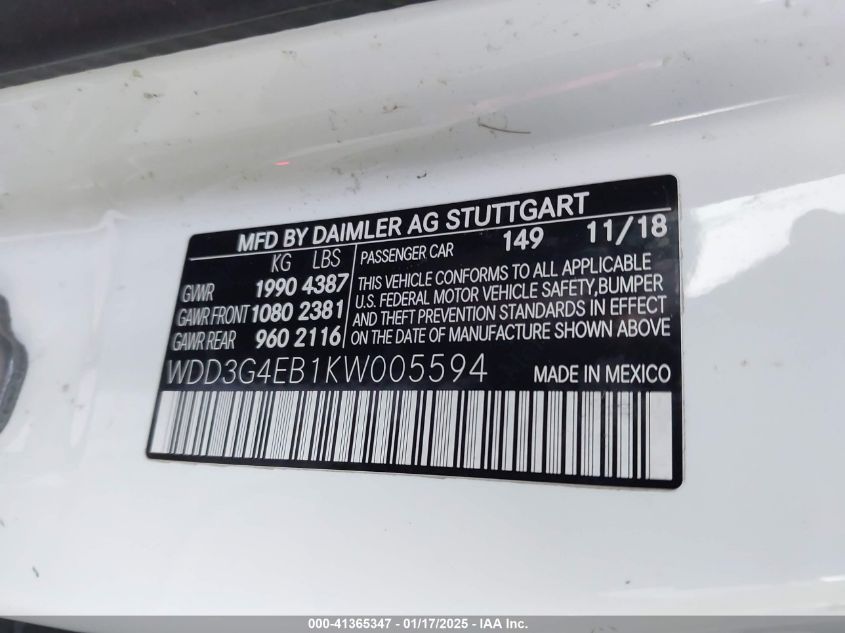 MFD BY DAIMLER AG STUTTGART
KG LBS
GVWR 1990 4387
GAWR FRONT 1080 2381
GAWR REAR 960 2116
PASSENGER CAR 149 11/18
THIS VEHICLE CONFORMS TO ALL APPLICABLE
U.S. FEDERAL MOTOR VEHICLE SAFETY,BUMPER
AND THEFT PREVENTION STANDARDS IN EFFECT
ON THE DATE OF MANUFACTURE SHOWN ABOVE
WDD3G4EB1KW005594 MADE IN MEXICO
000-41365347 - 01/17/2025 - IAA Inc.